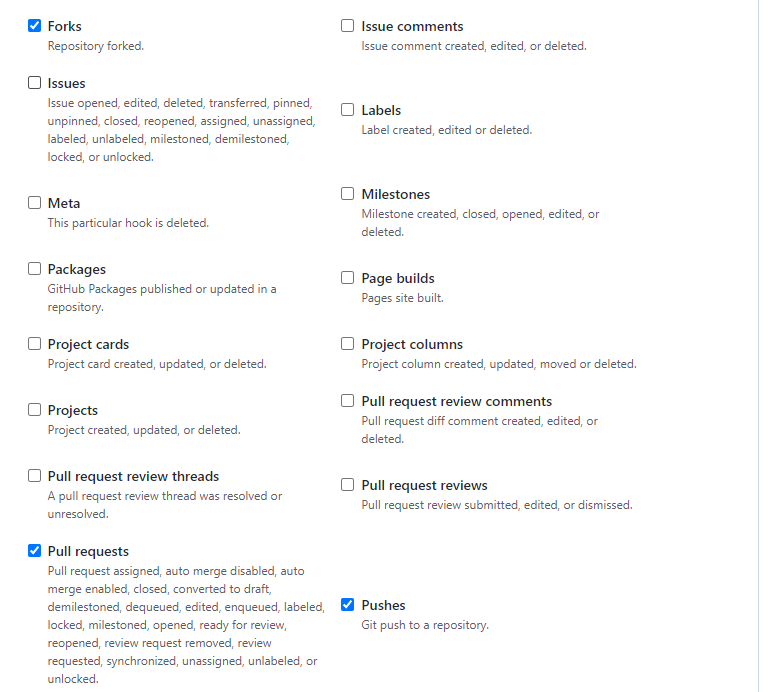 Forks
Repository forked.
Issue comments
Issue comment created, edited, or deleted.
Issues
Issue opened, edited, deleted, transferred, pinned,
unpinned, closed, reopened, assigned, unassigned,
labeled, unlabeled, milestoned, demilestoned,
locked, or unlocked.
Labels
Label created, edited or deleted.
Meta
This particular hook is deleted.
Milestones
Milestone created, closed, opened, edited, or
deleted.
Packages
GitHub Packages published or updated in a
repository.
Page builds
Pages site built.
Project cards
Project card created, updated, or deleted.
Project columns
Project column created, updated, moved or deleted.
Projects
Project created, updated, or deleted.
Pull request review comments
Pull request diff comment created, edited, or
deleted.
Pull request review threads
A pull request review thread was resolved or
unresolved.
Pull request reviews
Pull request review submitted, edited, or dismissed.
Pull requests
Pull request assigned, auto merge disabled, auto
merge enabled, closed, converted to draft,
demilestoned, dequeued, edited, enqueued, labeled,
locked, milestoned, opened, ready for review,
reopened, review request removed, review
requested, synchronized, unassigned, unlabeled, or
unlocked.
Pushes
Git push to a repository.